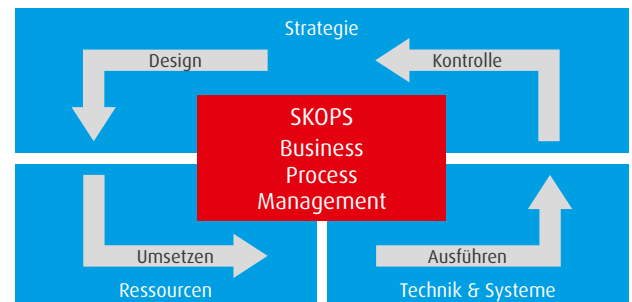 Strategie
Design
Kontrolle
SKOPS
Business
Process
Management
Umsetzen
Ausführen
Ressourcen
Technik & Systeme